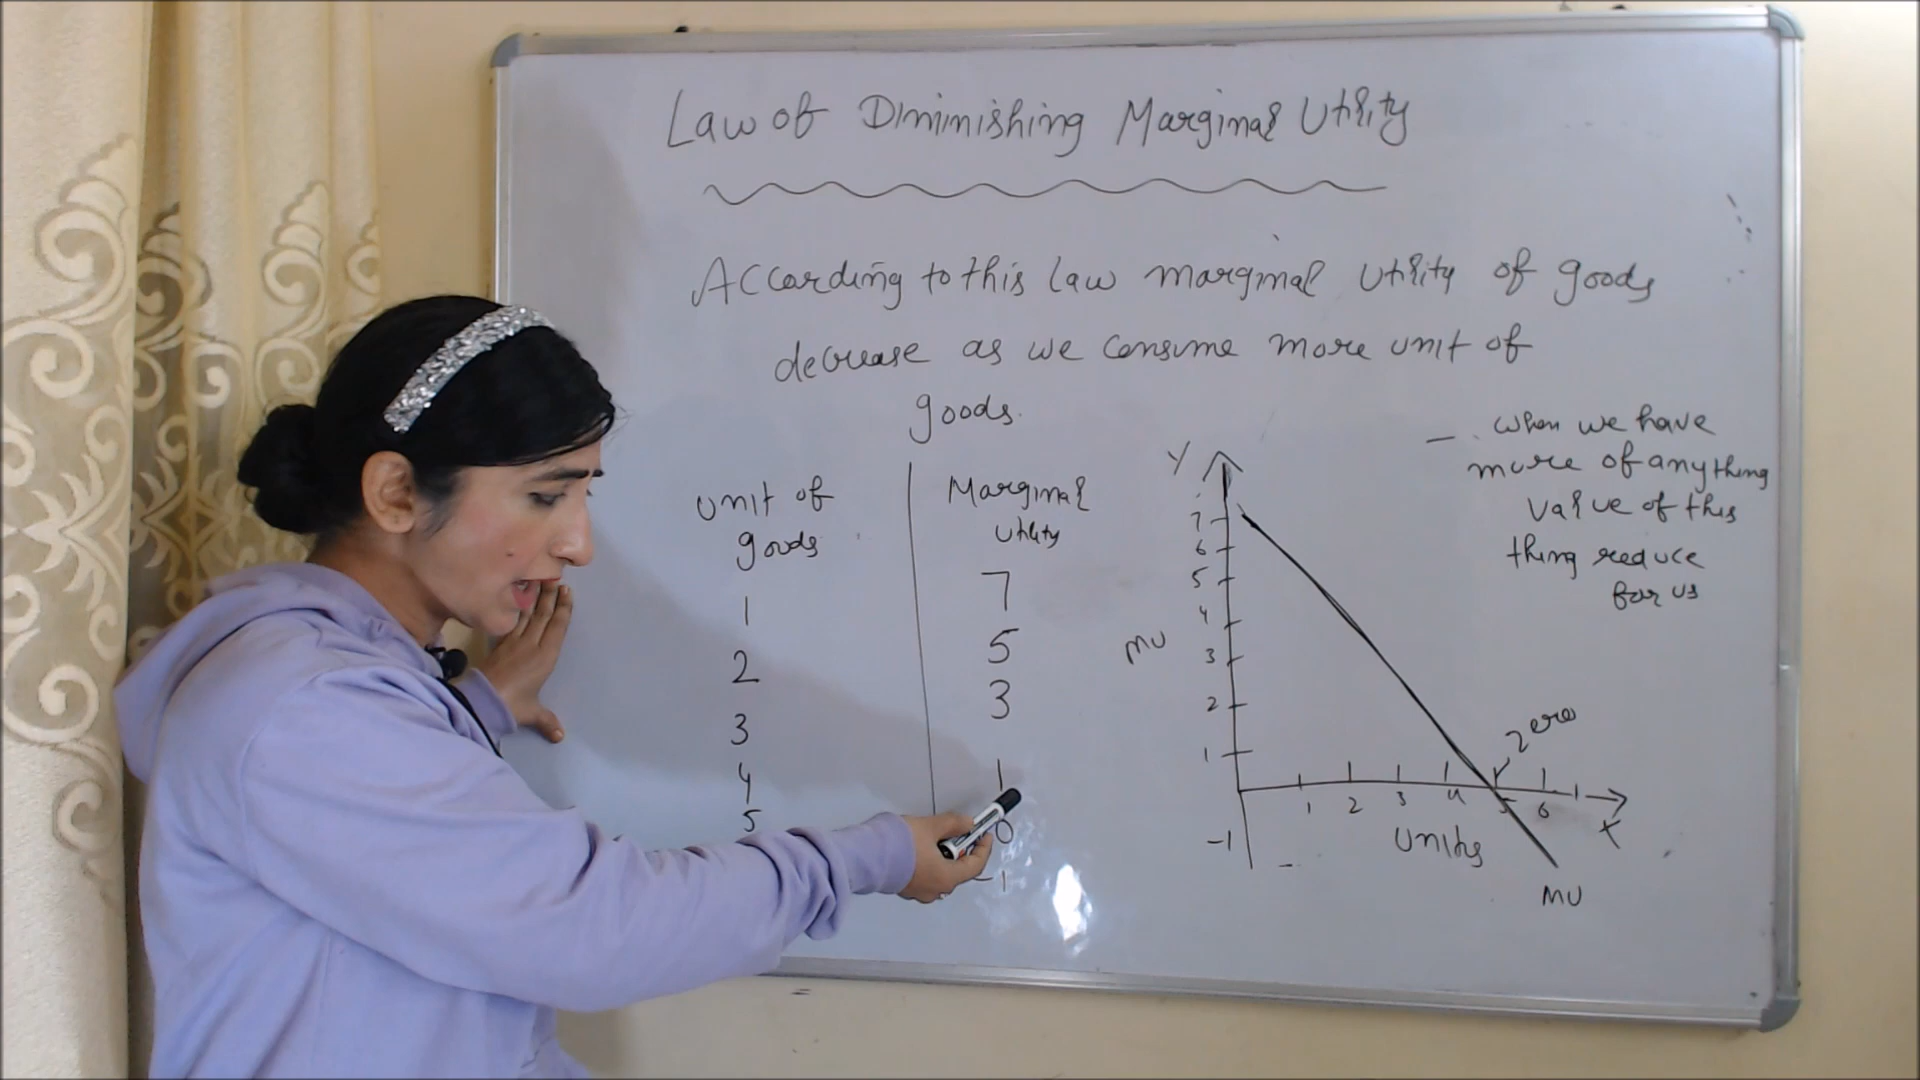 Law of Diminishing Marginal Utility
According to this law marginal utility of goods
decrease as we consume more unit of
goods.
unit of
goods
Marginal
utility
1 7
2 5
3 3
4 1
5 0
-1
Y
7
6
5
4
3
2
1
-1
MU
1 2 3 4 5 6
Units
X
Zero
MU
- when we have
more of anything
value of this
thing reduce
for us